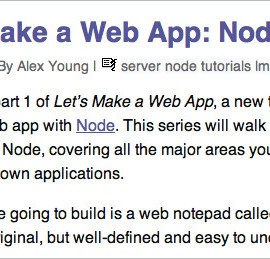 ake a Web App: Nod
By Alex Young | server node tutorials lm
art 1 of Let's Make a Web App, a new
b app with Node. This series will walk
Node, covering all the major areas you
own applications.
e going to build is a web notepad calle
iginal, but well-defined and easy to un